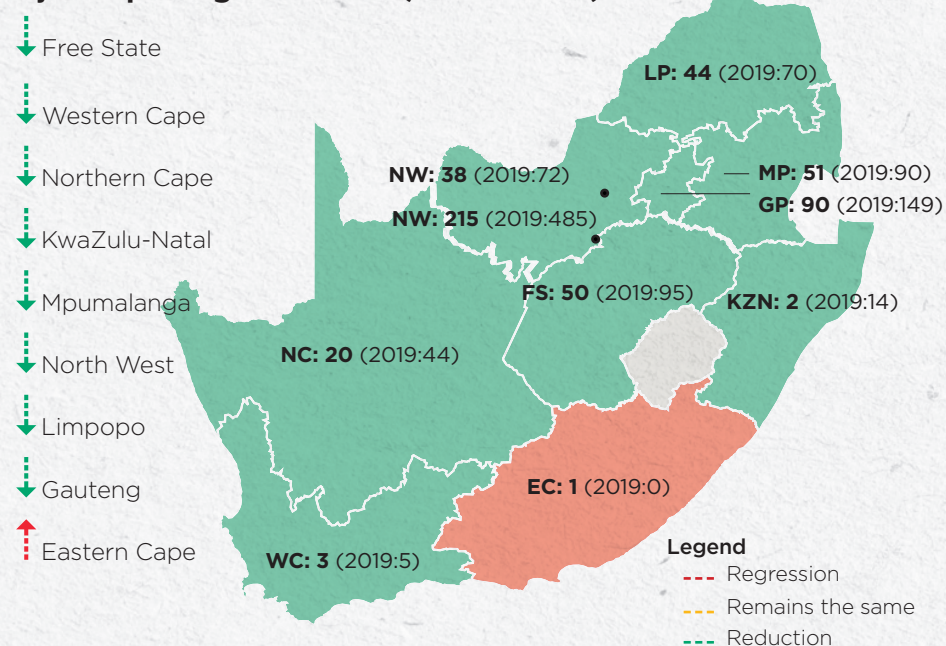 Free State
Western Cape
Northern Cape
KwaZulu-Natal
Mpumalanga
North West
Limpopo
Gauteng
Eastern Cape
LP: 44 (2019:70)
NW: 38 (2019:72)
MP: 51 (2019:90)
GP: 90 (2019:149)
NW: 215 (2019:485)
FS: 50 (2019:95)
KZN: 2 (2019:14)
NC: 20 (2019:44)
EC: 1 (2019:0)
WC: 3 (2019:5)
Legend
Regression
Remains the same
Reduction